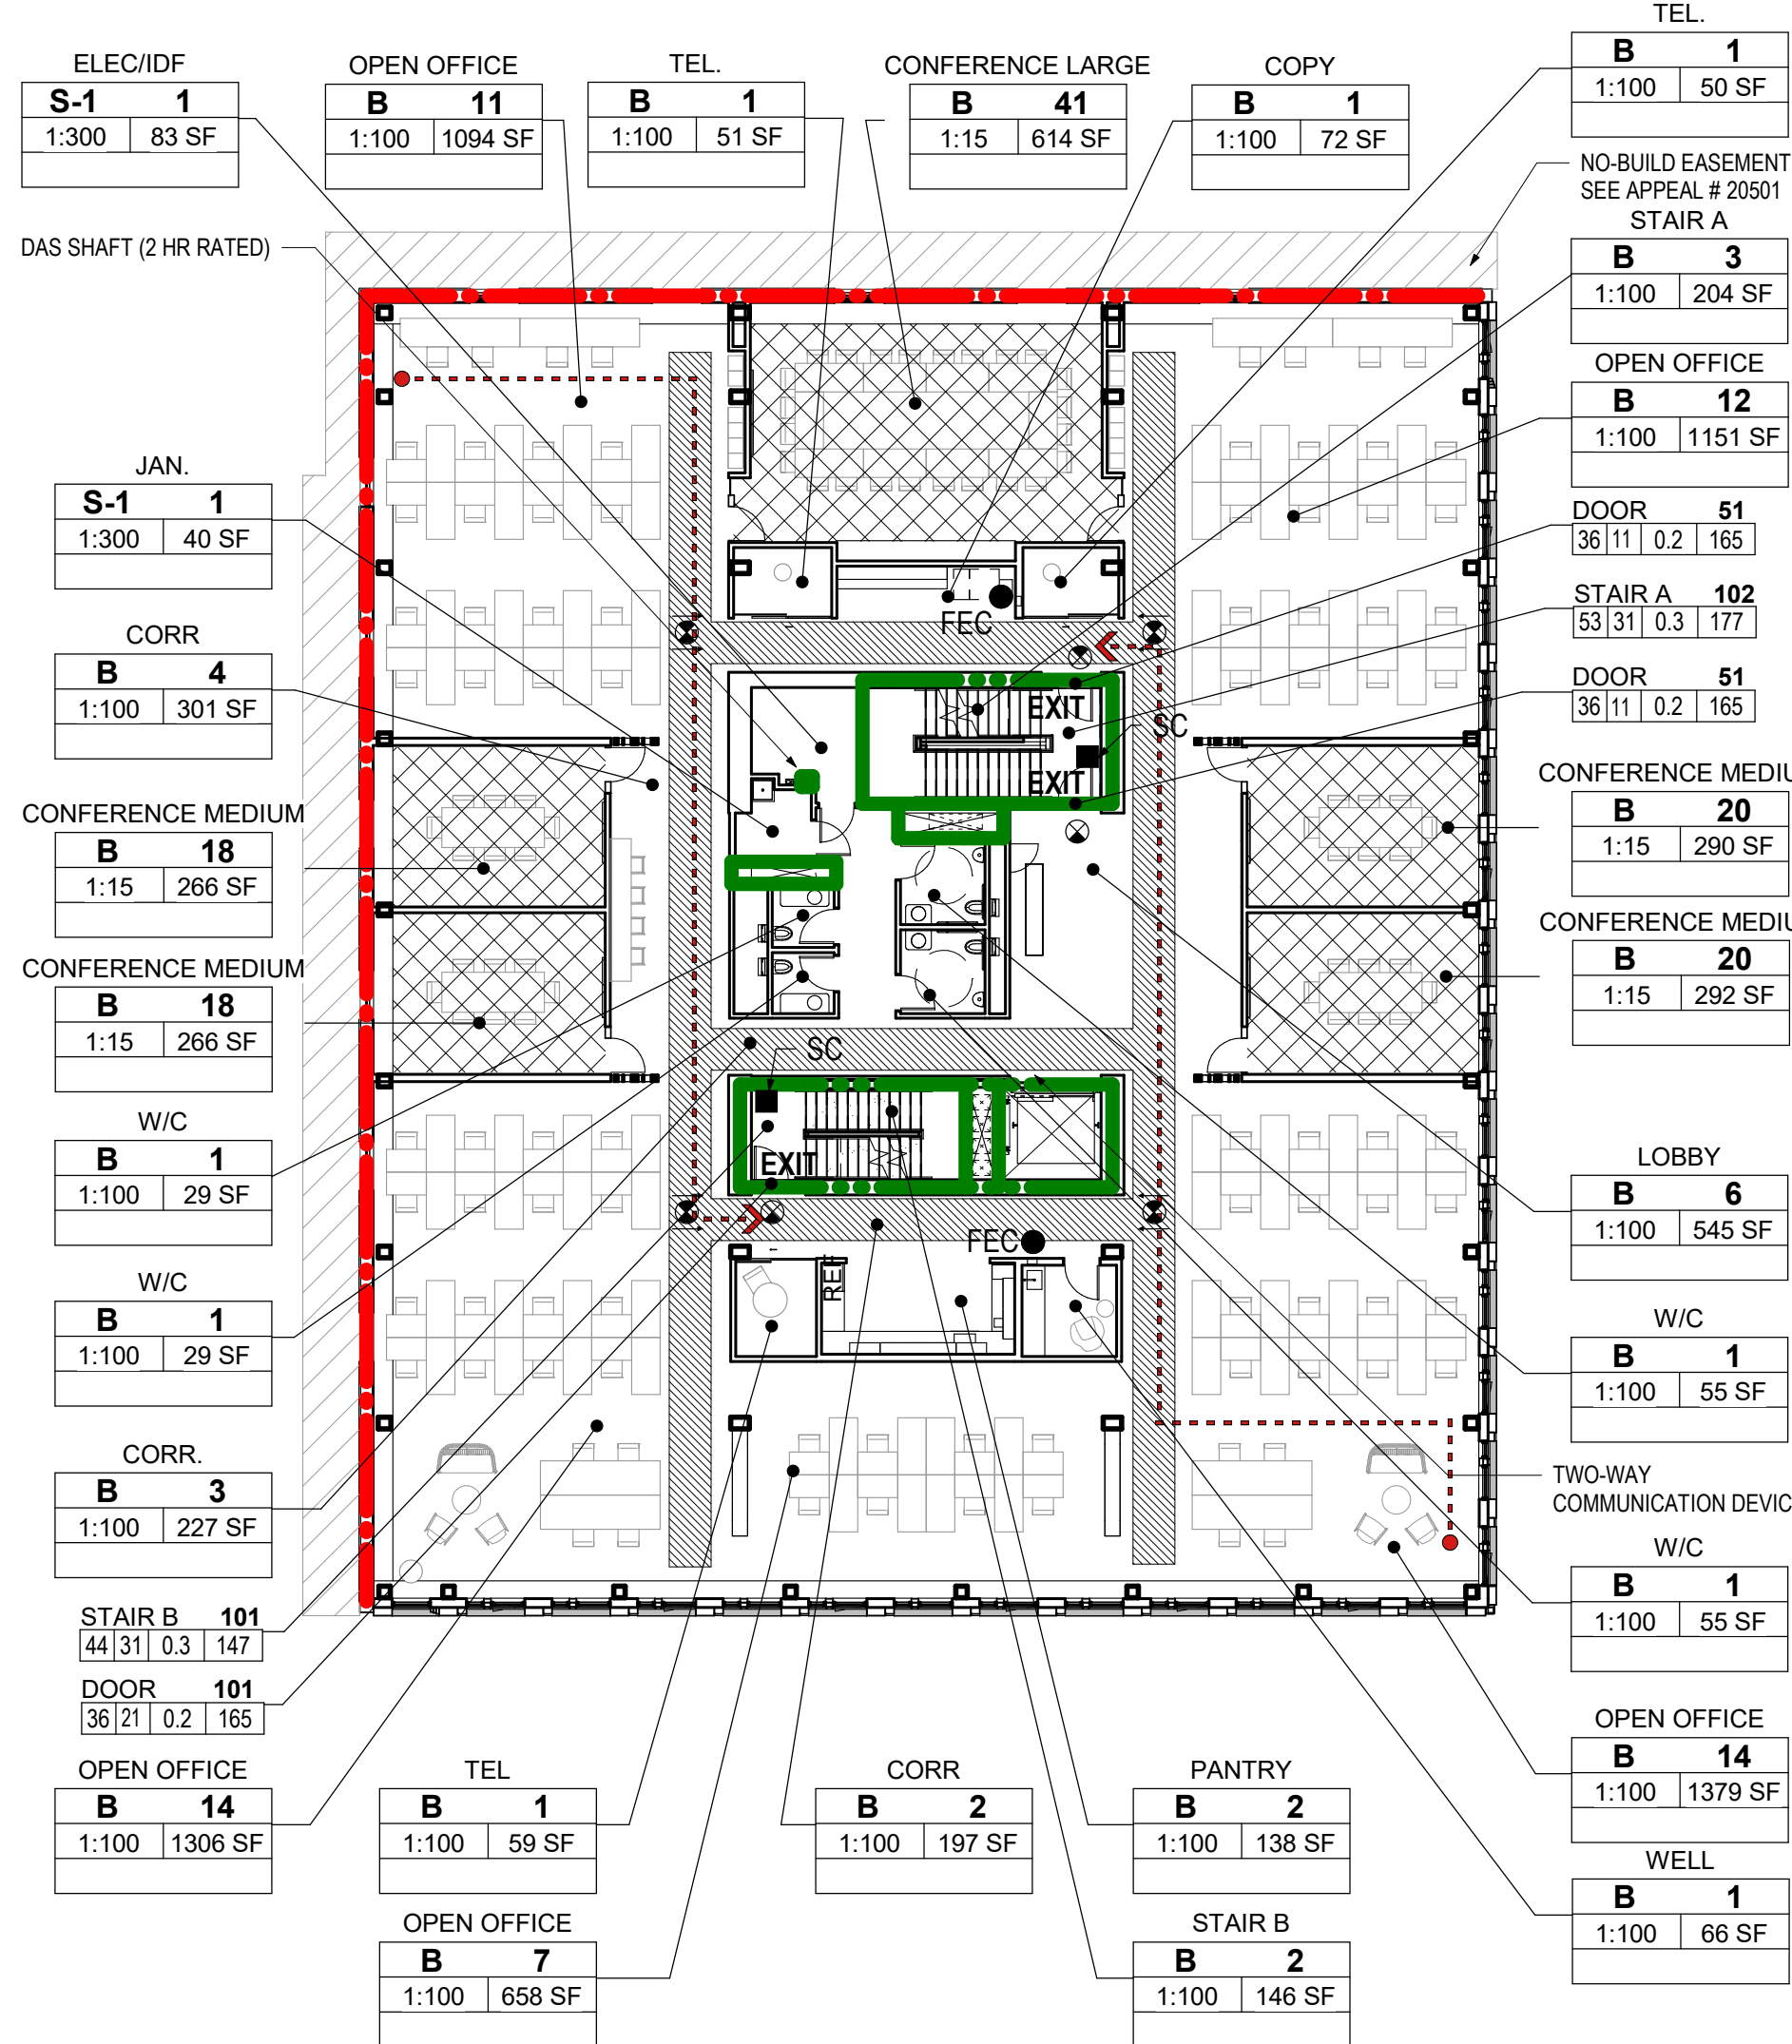 TEL.
B 1
1:100 50 SF
ELEC/IDF
S-1 1
1:300 83 SF
OPEN OFFICE
B 11
1:100 1094 SF
TEL.
B 1
1:100 51 SF
CONFERENCE LARGE
B 41
1:15 614 SF
COPY
B 1
1:100 72 SF
NO-BUILD EASEMENT
SEE APPEAL # 20501
DAS SHAFT (2 HR RATED)
STAIR A
B 3
1:100 204 SF
OPEN OFFICE
B 12
1:100 1151 SF
JAN.
S-1 1
1:300 40 SF
DOOR 51
36 11 0.2 165
STAIR A 102
53 31 0.3 177
DOOR 51
36 11 0.2 165
CORR
B 4
1:100 301 SF
FEC
EXIT
SC
EXIT
CONFERENCE MEDIUM
B 18
1:15 266 SF
CONFERENCE MEDIU
B 20
1:15 290 SF
CONFERENCE MEDIUM
B 18
1:15 266 SF
CONFERENCE MEDIU
B 20
1:15 292 SF
SC
EXIT
W/C
B 1
1:100 29 SF
LOBBY
B 6
1:100 545 SF
FEC
REF
W/C
B 1
1:100 29 SF
W/C
B 1
1:100 55 SF
CORR.
B 3
1:100 227 SF
TWO-WAY
COMMUNICATION DEVIC
W/C
B 1
1:100 55 SF
STAIR B 101
44 31 0.3 147
DOOR 101
36 21 0.2 165
OPEN OFFICE
B 14
1:100 1379 SF
OPEN OFFICE
B 14
1:100 1306 SF
TEL
B 1
1:100 59 SF
CORR
B 2
1:100 197 SF
PANTRY
B 2
1:100 138 SF
WELL
B 1
1:100 66 SF
OPEN OFFICE
B 7
1:100 658 SF
STAIR B
B 2
1:100 146 SF